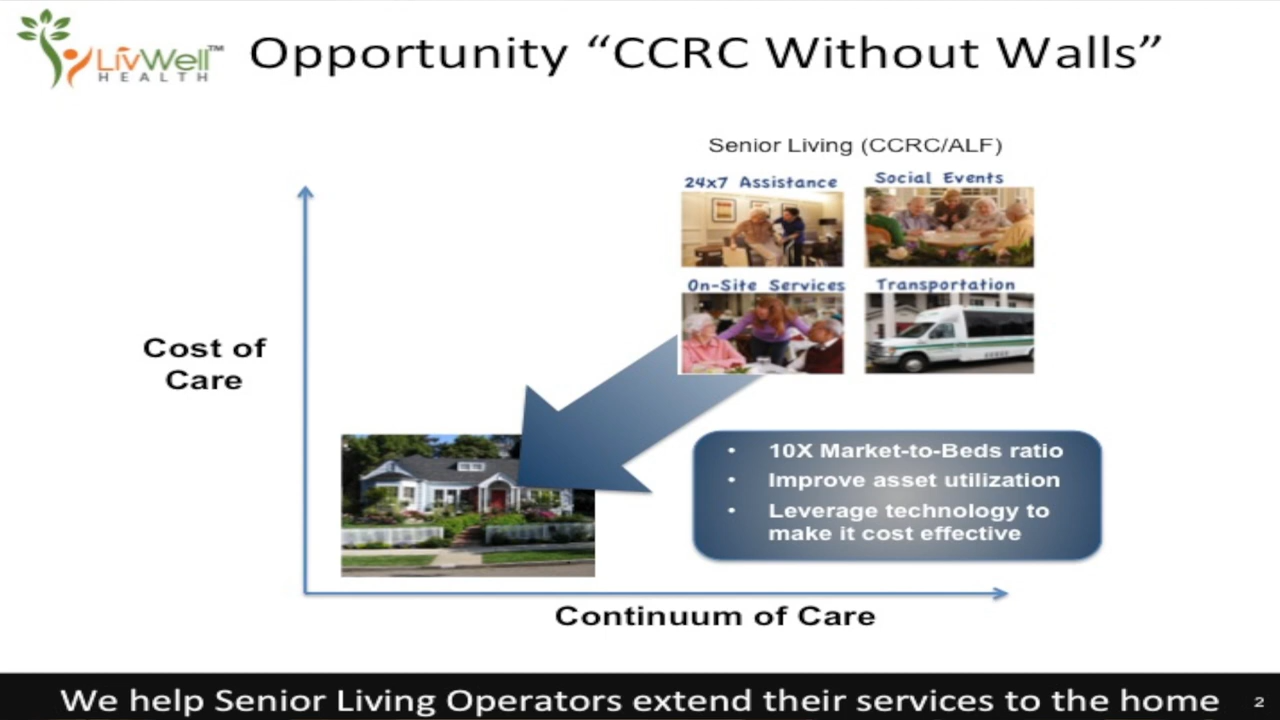 LivWell™
HEALTH
Opportunity “CCRC Without Walls”
Senior Living (CCRC/ALF)
24x7 Assistance
Social Events
On-Site Services
Transportation
Cost of
Care
• 10X Market-to-Beds ratio
• Improve asset utilization
• Leverage technology to
make it cost effective
Continuum of Care
We help Senior Living Operators extend their services to the home
2